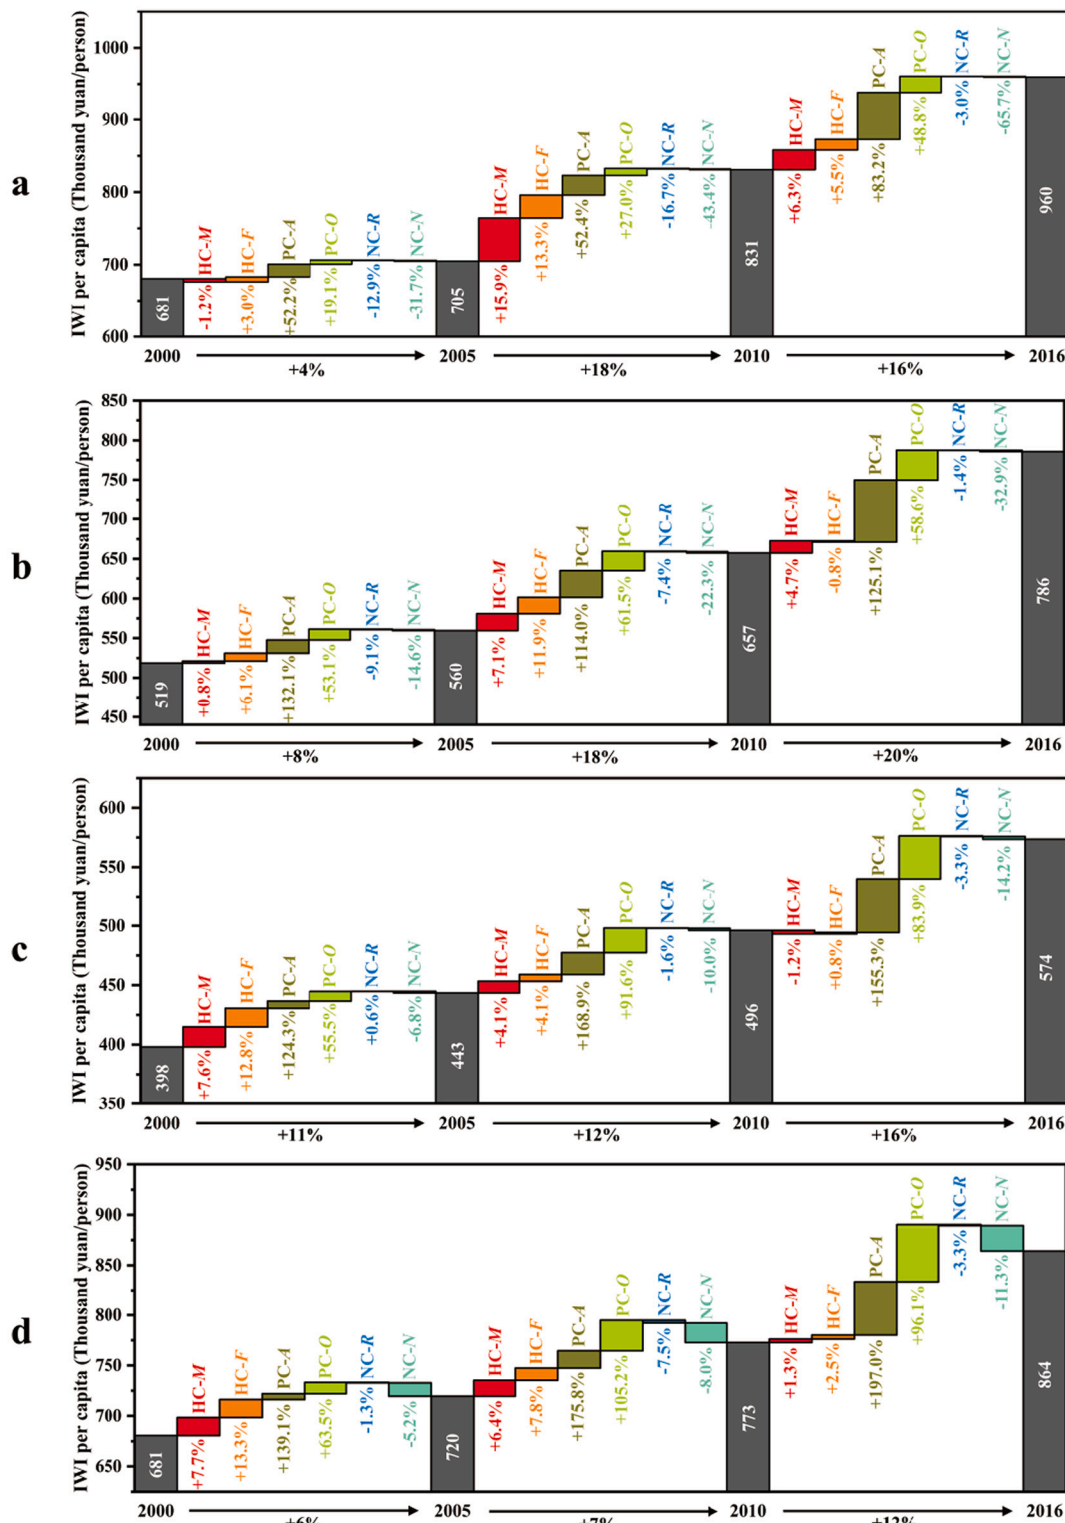 a
IWI per capita (Thousand yuan/person)
1000
900
800
700
600
681
HC-M
-1.2%
HC-F
+3.0%
PC-A
+52.2%
PC-O
+19.1%
NC-R
-12.9%
NC-N
-31.7%
705
HC-M
+15.9%
HC-F
+13.3%
PC-A
+52.4%
PC-O
+27.0%
NC-R
-16.7%
NC-N
-43.4%
831
HC-M
+6.3%
HC-F
+5.5%
PC-A
+83.2%
PC-O
+48.8%
NC-R
-3.0%
NC-N
-65.7%
960
2000 2005 2010 2016
+4% +18% +16%
b
IWI per capita (Thousand yuan/person)
850
800
750
700
650
600
550
500
450
519
HC-M
+0.8%
HC-F
+6.1%
PC-A
+132.1%
PC-O
+53.1%
NC-R
-9.1%
NC-N
-14.6%
560
HC-M
+7.1%
HC-F
+11.9%
PC-A
+114.0%
PC-O
+61.5%
NC-R
-7.4%
NC-N
-22.3%
657
HC-M
+4.7%
HC-F
-0.8%
PC-A
+125.1%
PC-O
+58.6%
NC-R
-1.4%
NC-N
-32.9%
786
2000 2005 2010 2016
+8% +18% +20%
c
IWI per capita (Thousand yuan/person)
600
550
500
450
400
350
398
HC-M
+7.6%
HC-F
+12.8%
PC-A
+124.3%
PC-O
+55.5%
NC-R
+0.6%
NC-N
-6.8%
443
HC-M
+4.1%
HC-F
+4.1%
PC-A
+168.9%
PC-O
+91.6%
NC-R
-1.6%
NC-N
-10.0%
496
HC-M
-1.2%
HC-F
+0.8%
PC-A
+155.3%
PC-O
+83.9%
NC-R
-3.3%
NC-N
-14.2%
574
2000 2005 2010 2016
+11% +12% +16%
d
IWI per capita (Thousand yuan/person)
950
900
850
800
750
700
650
681
HC-M
+7.7%
HC-F
+13.3%
PC-A
+139.1%
PC-O
+63.5%
NC-R
-1.3%
NC-N
-5.2%
720
HC-M
+6.4%
HC-F
+7.8%
PC-A
+175.8%
PC-O
+105.2%
NC-R
-7.5%
NC-N
-8.0%
773
HC-M
+1.3%
HC-F
+2.5%
PC-A
+197.0%
PC-O
+96.1%
NC-R
-3.3%
NC-N
-11.3%
864
2000 2005 2010 2016
+6% +7% +12%